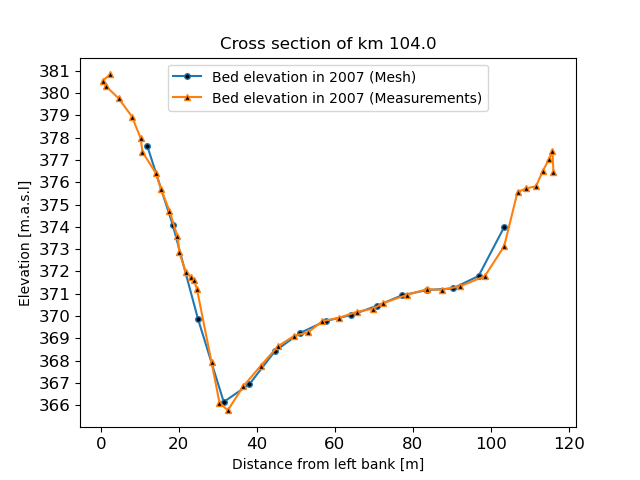 Cross section of km 104.0
Bed elevation in 2007 (Mesh)
Bed elevation in 2007 (Measurements)
Elevation [m.a.s.l]
381
380
379
378
377
376
375
374
373
372
371
370
369
368
367
366
0 20 40 60 80 100 120
Distance from left bank [m]